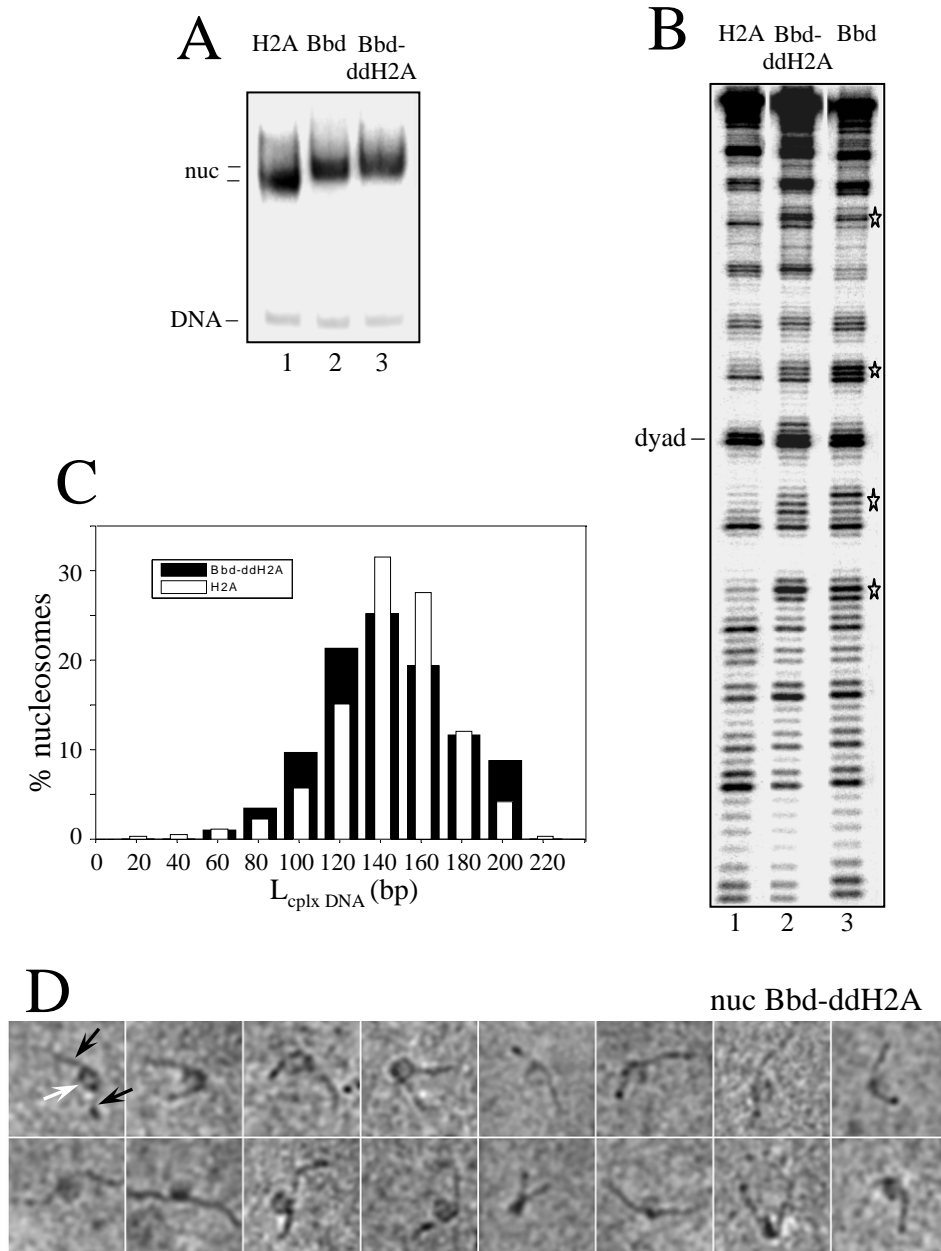 A
H2A Bbd Bbd-
ddH2A
nuc
DNA
1 2 3
B
H2A Bbd- Bbd
ddH2A
dyad
1 2 3
C
Bbd-ddH2A
H2A
30
20
10
0
% nucleosomes
0 20 40 60 80 100 120 140 160 180 200 220
Lcplx DNA (bp)
D
nuc Bbd-ddH2A